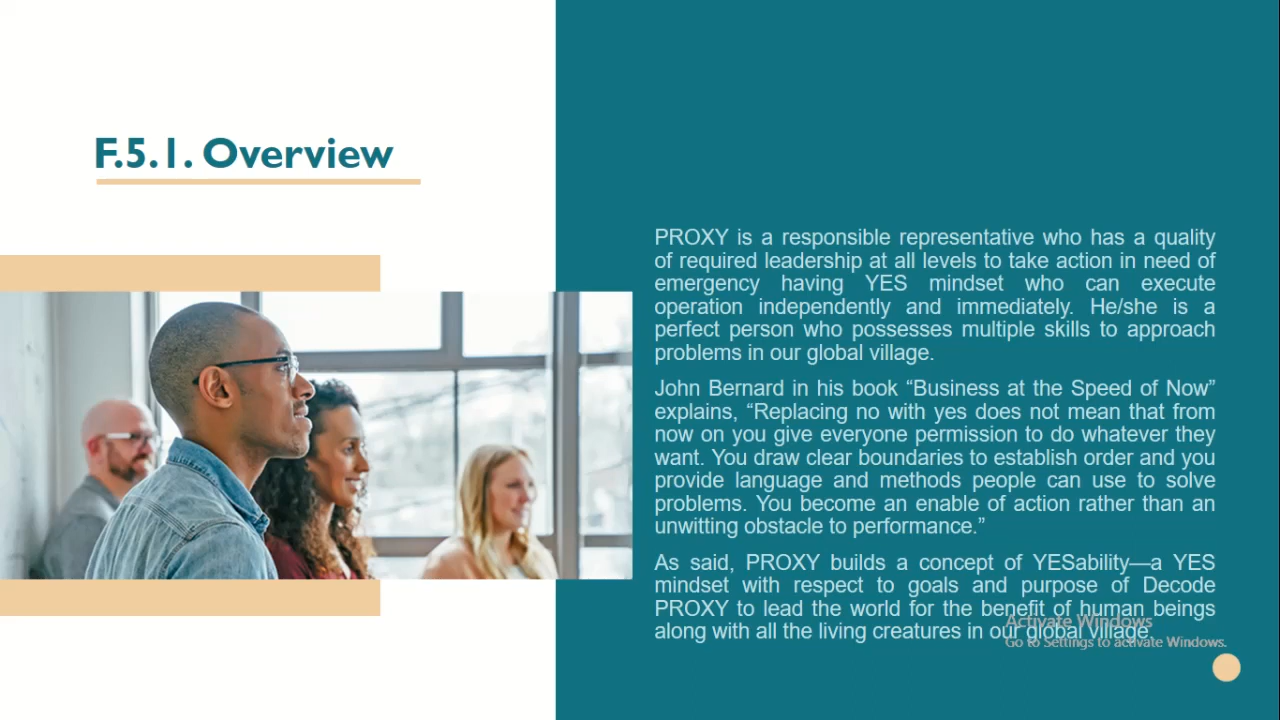 F.5.1. Overview
PROXY is a responsible representative who has a quality
of required leadership at all levels to take action in need of
emergency having YES mindset who can execute
operation independently and immediately. He/she is a
perfect person who possesses multiple skills to approach
problems in our global village.
John Bernard in his book “Business at the Speed of Now”
explains, “Replacing no with yes does not mean that from
now on you give everyone permission to do whatever they
want. You draw clear boundaries to establish order and you
provide language and methods people can use to solve
problems. You become an enable of action rather than an
unwitting obstacle to performance.”
As said, PROXY builds a concept of YESability—a YES
mindset with respect to goals and purpose of Decode
PROXY to lead the world for the benefit of human beings
along with all the living creatures in our global village.
Activate Windows
Go to Settings to activate Windows.